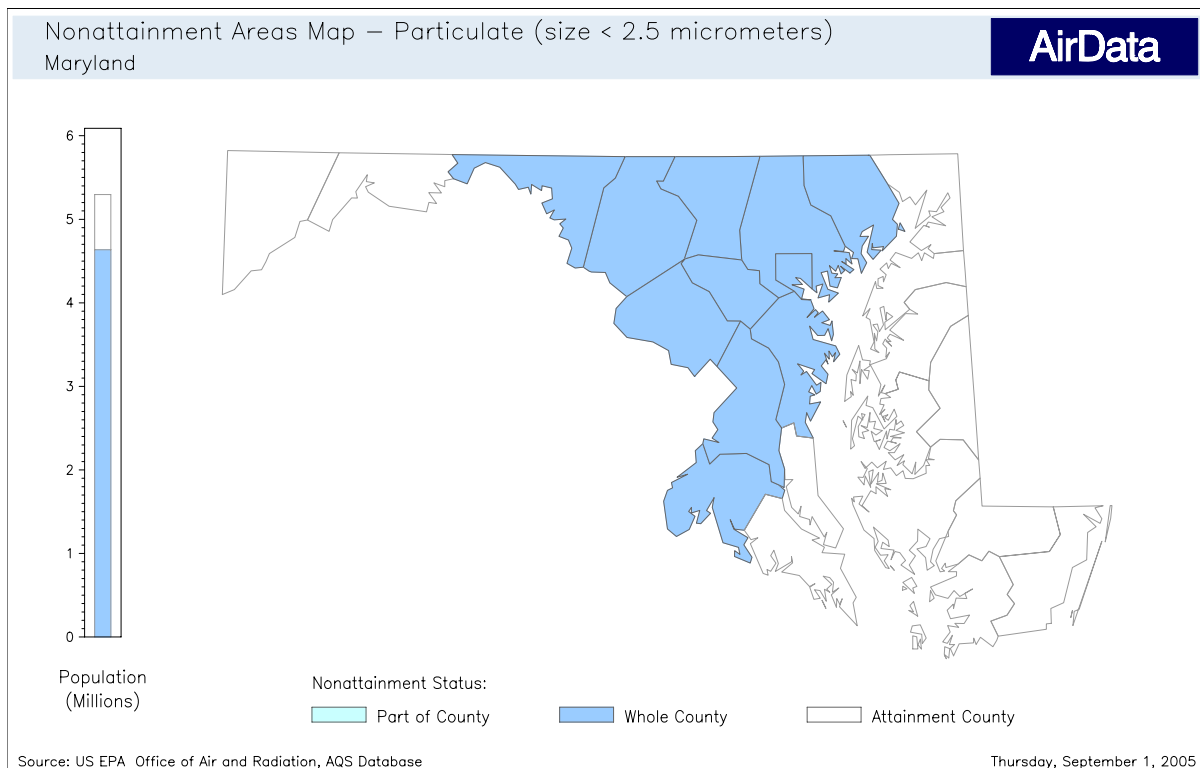 Nonattainment Areas Map – Particulate (size < 2.5 micrometers)
Maryland
AirData
6
5
4
3
2
1
0
Population
(Millions)
Nonattainment Status:
Part of County
Whole County
Attainment County
Source: US EPA Office of Air and Radiation, AQS Database
Thursday, September 1, 2005